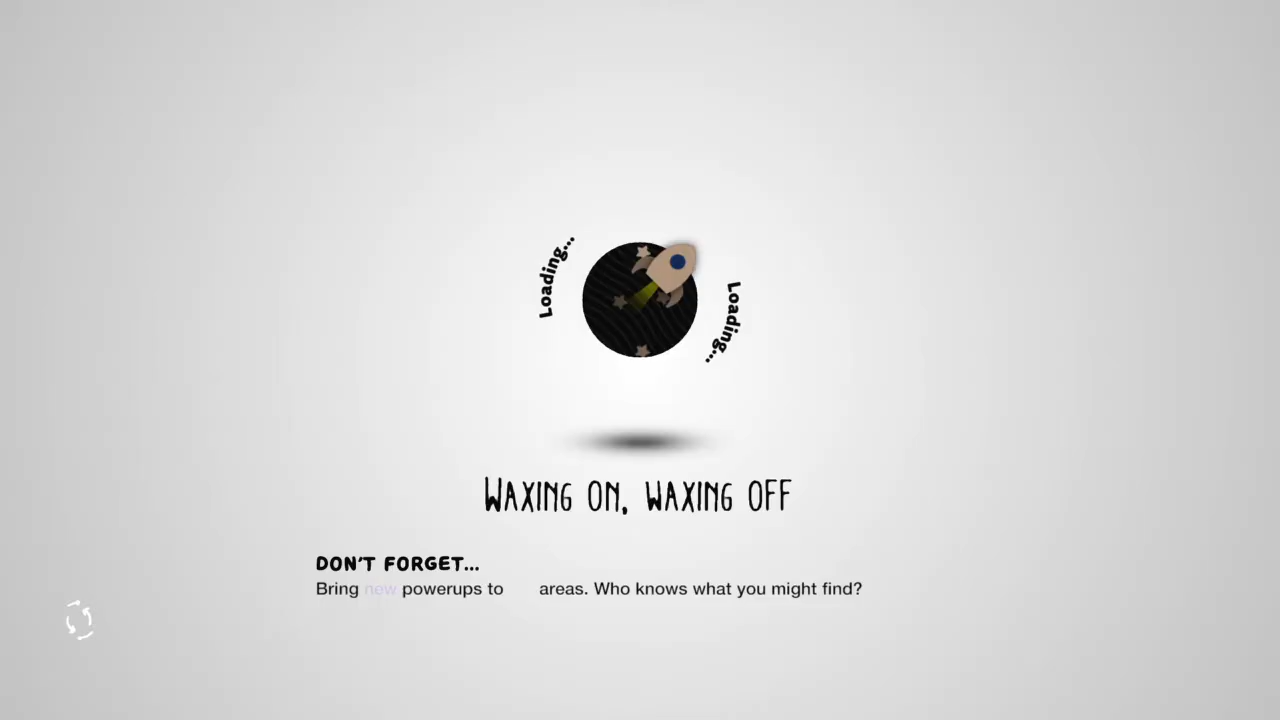 Loading...
Loading...
WAXING ON, WAXING OFF
DON'T FORGET...
Bring new powerups to areas. Who knows what you might find?